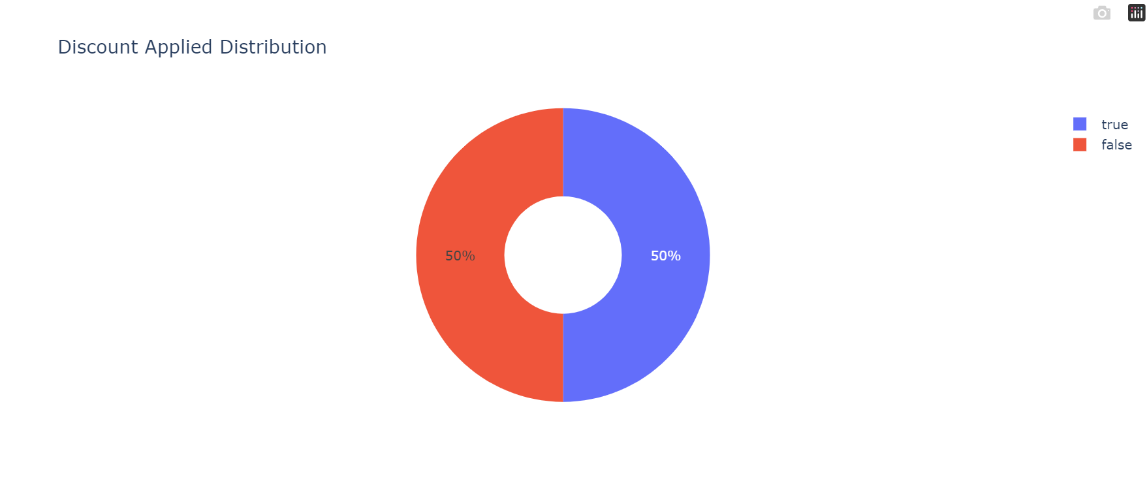 Discount Applied Distribution
true
false
50%
50%